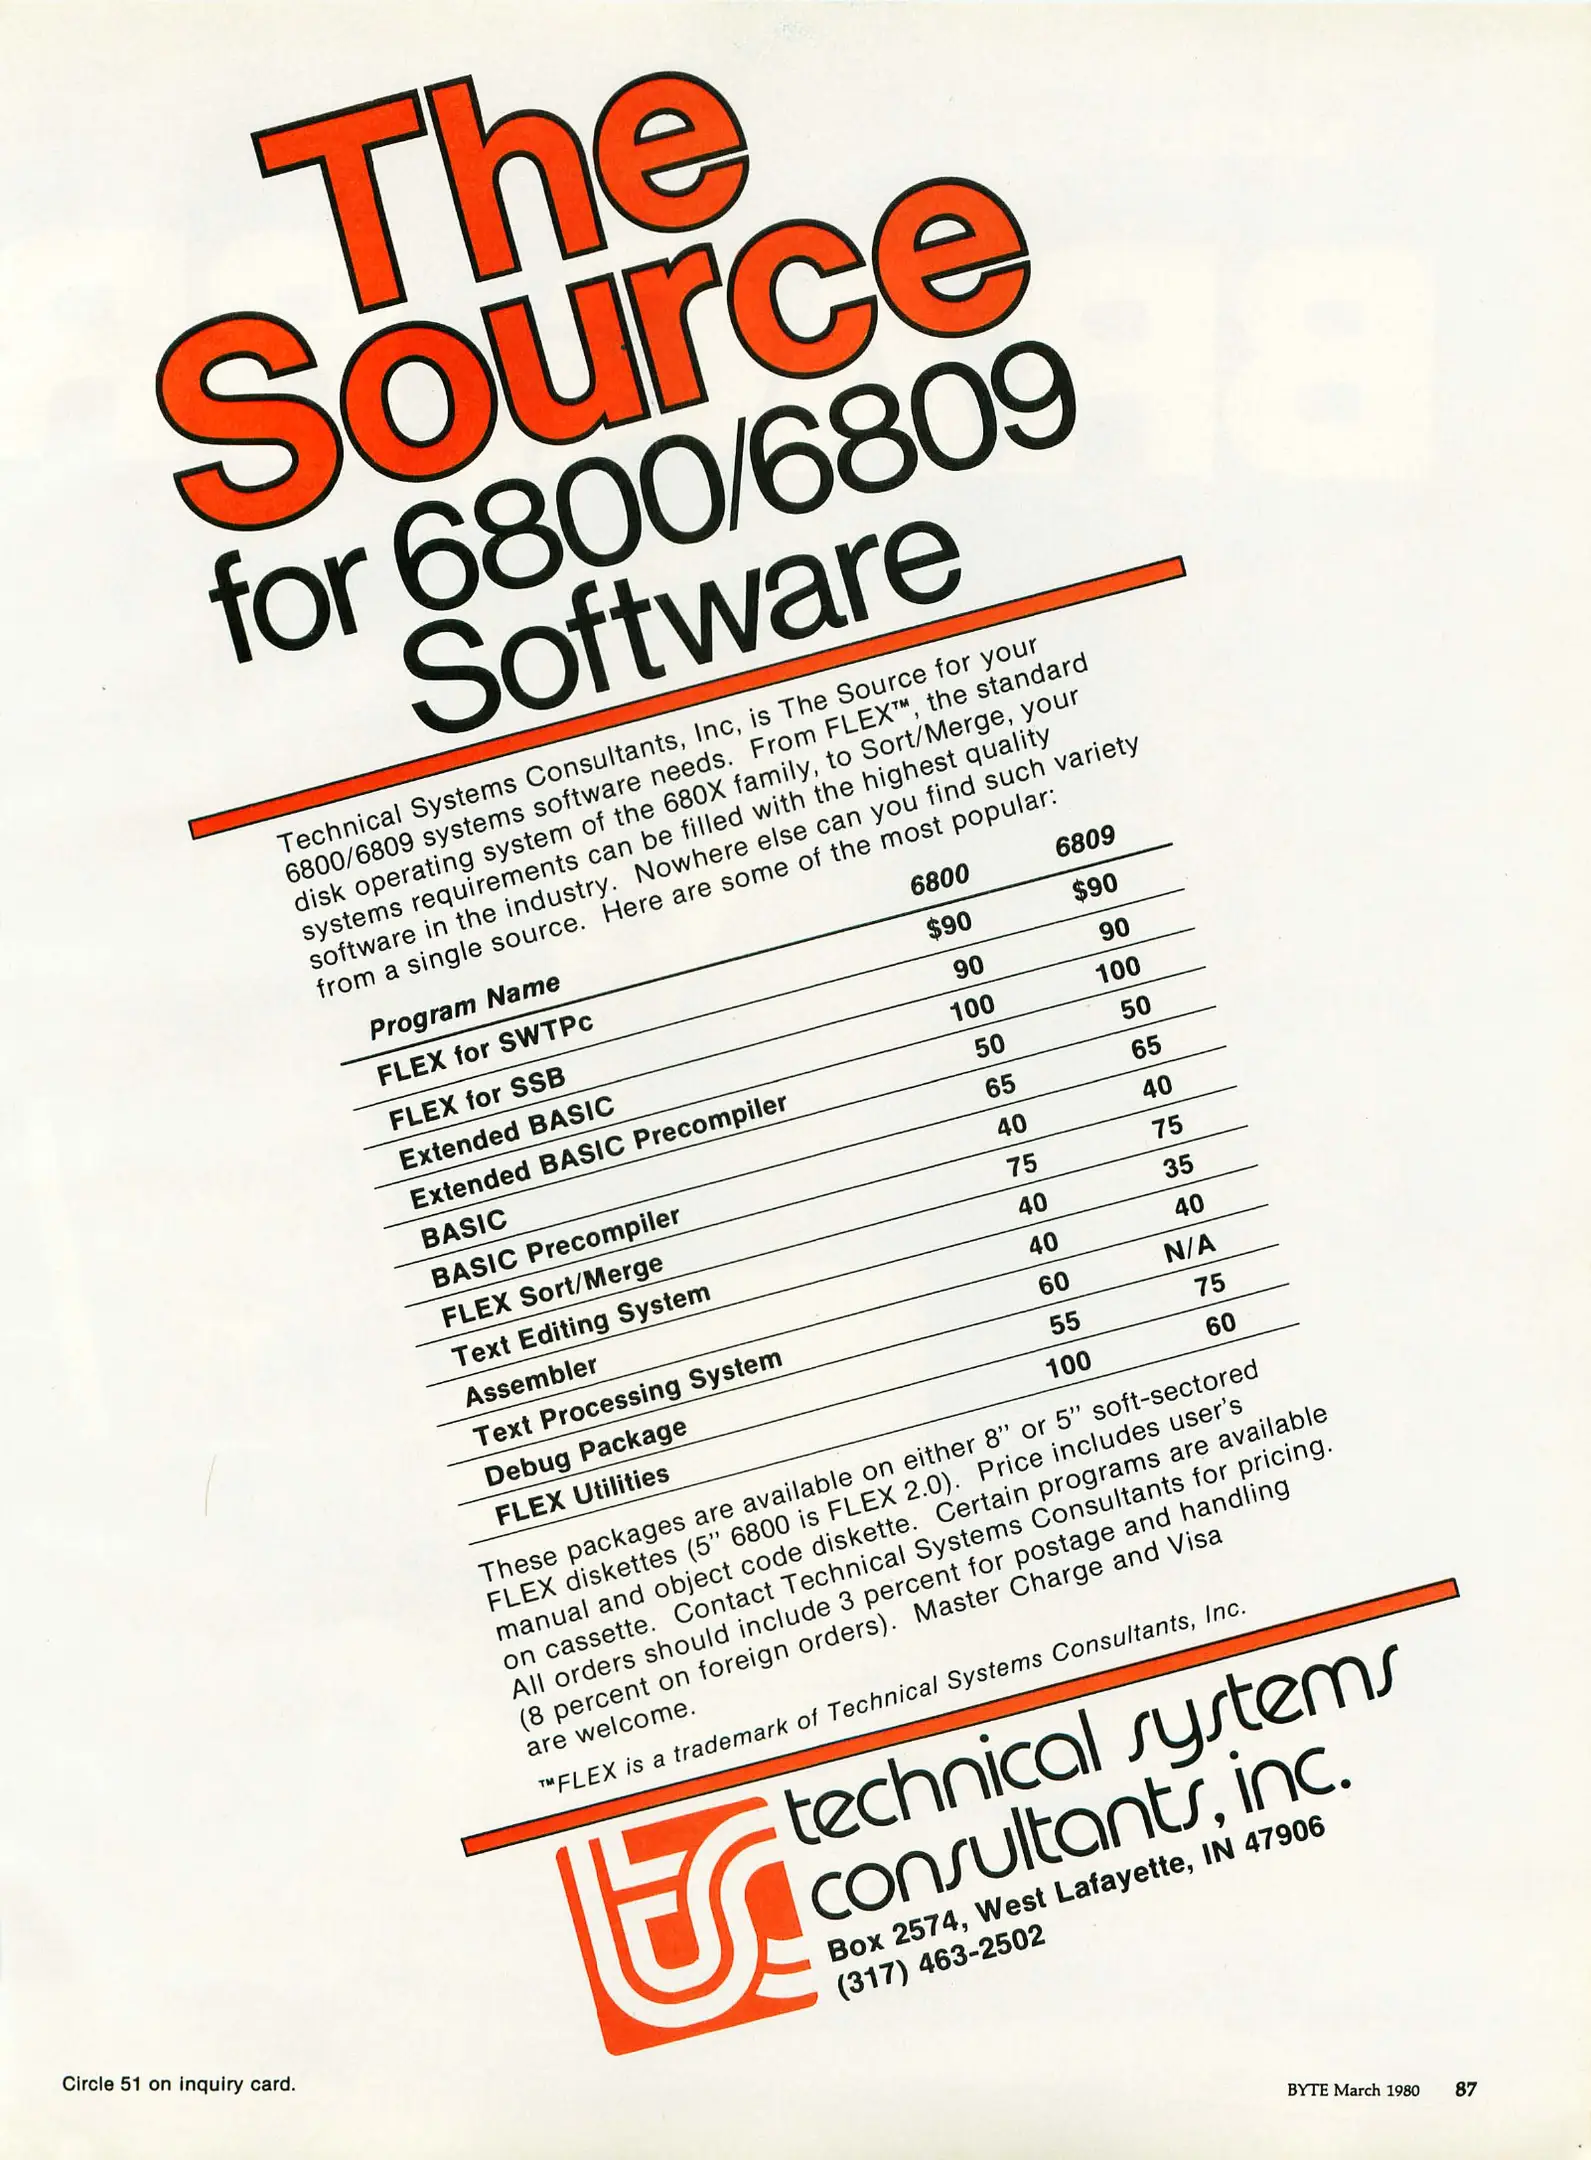 The
Source
for 6800/6809
Software
Technical Systems Consultants, Inc, is The Source for your
6800/6809 systems software needs. From FLEX™, the standard
disk operating system of the 680X family, to Sort/Merge, your
systems requirements can be filled with the highest quality
software in the industry. Nowhere else can you find such variety
from a single source. Here are some of the most popular:
Program Name 6800 6809
FLEX for SWTPc $90 $90
FLEX for SSB 90 90
Extended BASIC 100 100
Extended BASIC Precompiler 50 50
BASIC 65 65
BASIC Precompiler 40 40
FLEX Sort/Merge 75 75
Text Editing System 40 35
Assembler 40 40
Text Processing System 60 N/A
Debug Package 55 75
FLEX Utilities 100 60
These packages are available on either 8" or 5" soft-sectored
FLEX diskettes (5" 6800 is FLEX 2.0). Price includes user's
manual and object code diskette. Certain programs are available
on cassette. Contact Technical Systems Consultants for pricing.
All orders should include 3 percent for postage and handling
(8 percent on foreign orders). Master Charge and Visa
are welcome.
™FLEX is a trademark of Technical Systems Consultants, Inc.
technical systems
consultants, inc.
Box 2574, West Lafayette, IN 47906
(317) 463-2502
Circle 51 on inquiry card.
BYTE March 1980 87